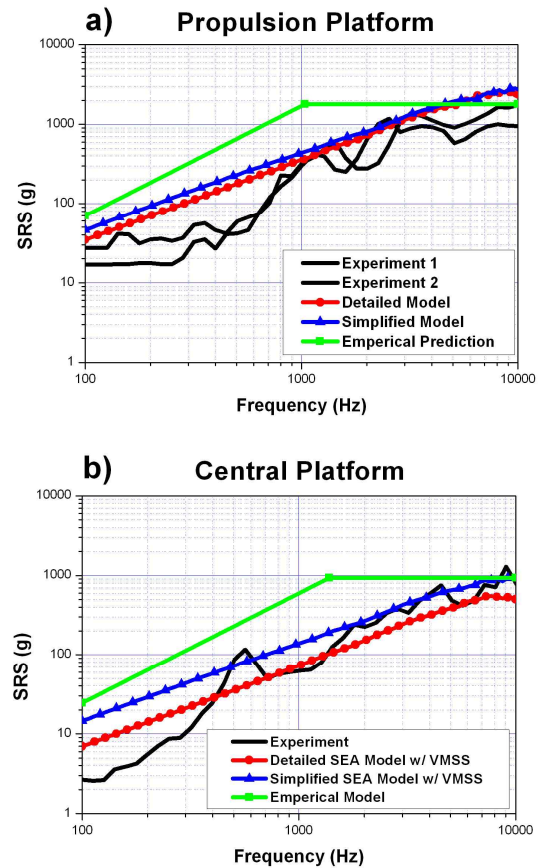 a) Propulsion Platform
10000
1000
100
10
1
SRS (g)
Experiment 1
Experiment 2
Detailed Model
Simplified Model
Emperical Prediction
100 1000 10000
Frequency (Hz)
b) Central Platform
10000
1000
100
10
1
SRS (g)
Experiment
Detailed SEA Model w/ VMSS
Simplified SEA Model w/ VMSS
Emperical Model
100 1000 10000
Frequency (Hz)